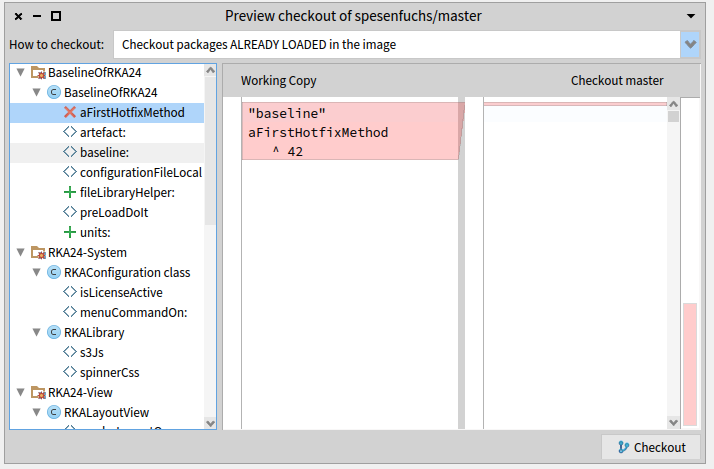 Preview checkout of spesenfuchs/master
How to checkout: Checkout packages ALREADY LOADED in the image
BaselineOfRKA24
BaselineOfRKA24
aFirstHotfixMethod
artefact:
baseline:
configurationFileLocal
fileLibraryHelper:
preLoadDoIt
units:
RKA24-System
RKAConfiguration class
isLicenseActive
menuCommandOn:
RKALibrary
s3Js
spinnerCss
RKA24-View
RKALayoutView
Working Copy
Checkout master
"baseline"
aFirstHotfixMethod
^ 42
Checkout